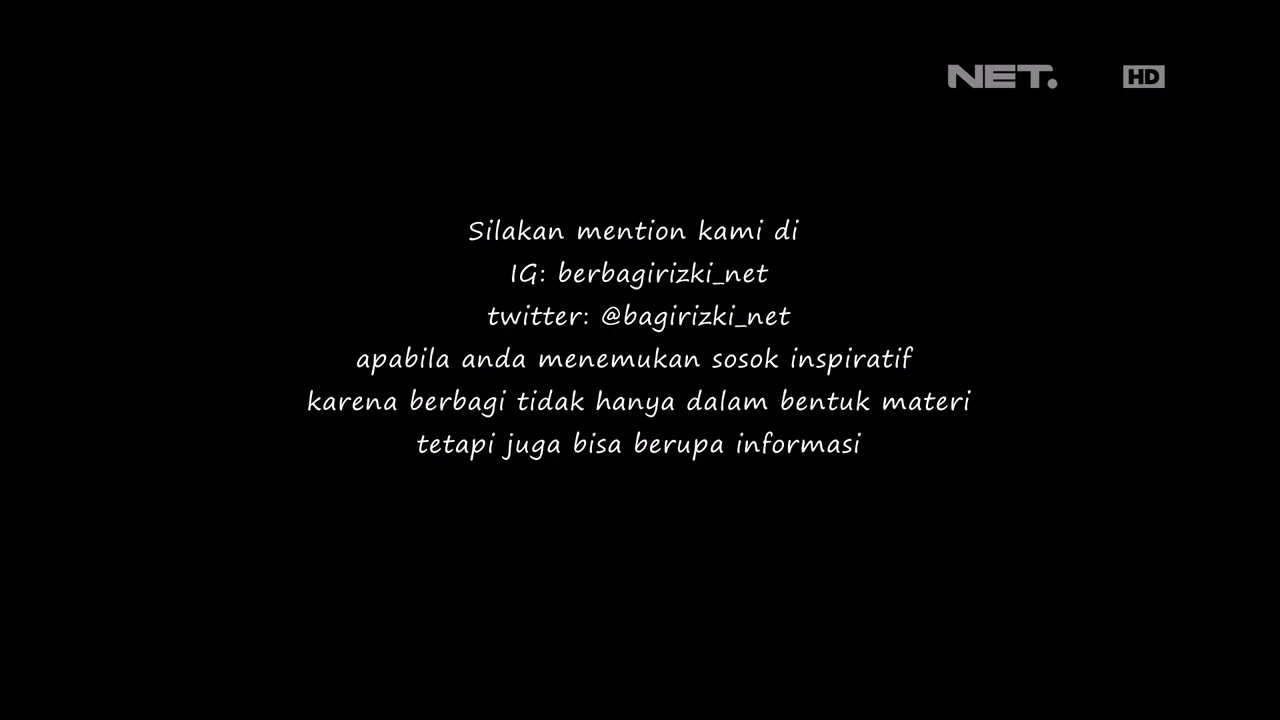 NET. HD
Silakan mention kami di
IG: berbagirizki_net
twitter: @bagirizki_net
apabila anda menemukan sosok inspiratif
karena berbagi tidak hanya dalam bentuk materi
tetapi juga bisa berupa informasi